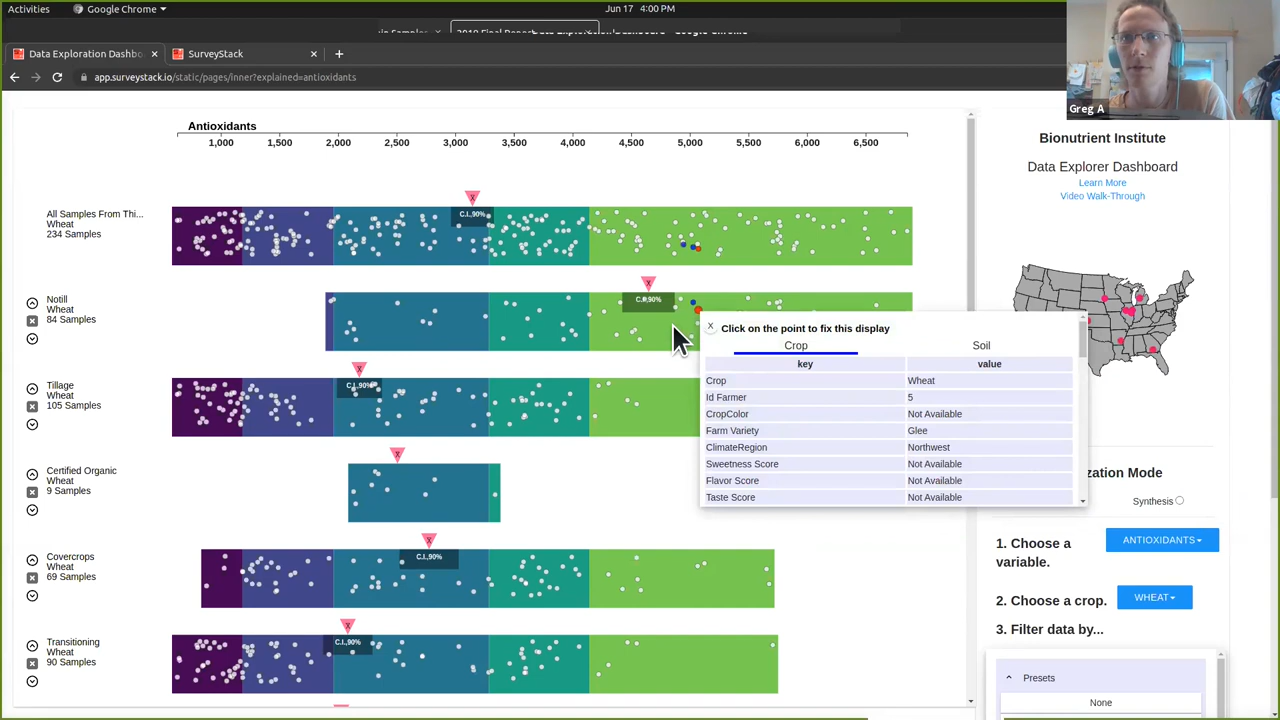 Activities
Google Chrome
Jun 17 4:00 PM
Data Exploration Dashbo
SurveyStack
app.surveystack.io/static/pages/inner?explained=antioxidants
Greg A
Antioxidants
1,000 1,500 2,000 2,500 3,000 3,500 4,000 4,500 5,000 5,500 6,000 6,500
All Samples From Thi...
Wheat
234 Samples
X
C.I.,90%
Notill
Wheat
84 Samples
X
C.I.,90%
Tillage
Wheat
105 Samples
X
C.I.,90%
Certified Organic
Wheat
9 Samples
X
Covercrops
Wheat
69 Samples
X
C.I.,90%
Transitioning
Wheat
90 Samples
X
C.I.,90%
X Click on the point to fix this display
Crop Soil
key value
Crop Wheat
Id Farmer 5
CropColor Not Available
Farm Variety Glee
ClimateRegion Northwest
Sweetness Score Not Available
Flavor Score Not Available
Taste Score Not Available
Bionutrient Institute
Data Explorer Dashboard
Learn More
Video Walk-Through
zation Mode
Synthesis
1. Choose a
variable.
ANTIOXIDANTS
2. Choose a crop.
WHEAT
3. Filter data by...
Presets
None